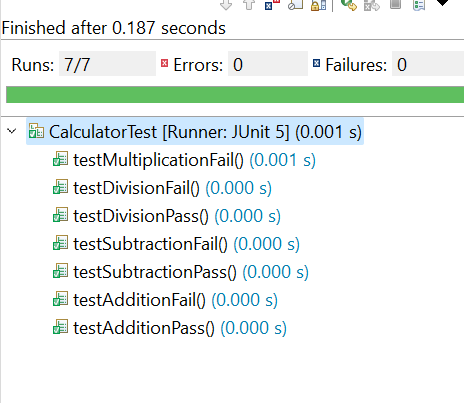 Finished after 0.187 seconds
Runs: 7/7 Errors: 0 Failures: 0
CalculatorTest [Runner: JUnit 5] (0.001 s)
testMultiplicationFail() (0.001 s)
testDivisionFail() (0.000 s)
testDivisionPass() (0.000 s)
testSubtractionFail() (0.000 s)
testSubtractionPass() (0.000 s)
testAdditionFail() (0.000 s)
testAdditionPass() (0.000 s)